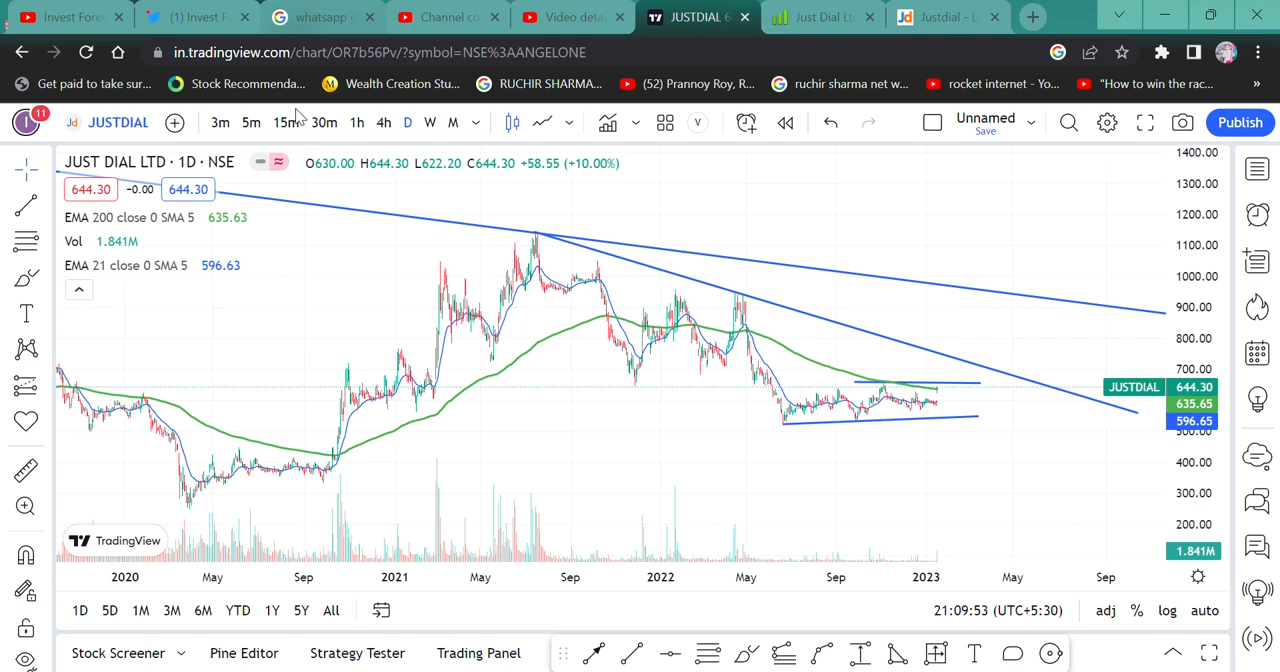 Invest Fores
(1) Invest F
whatsapp
Channel co
Video deta
JUSTDIAL 6
Just Dial Lt
Justdial - L
in.tradingview.com/chart/OR7b56Pv/?symbol=NSE%3AANGELONE
Get paid to take sur...
Stock Recommenda...
Wealth Creation Stu...
RUCHIR SHARMA...
(52) Prannoy Roy, R...
ruchir sharma net w...
rocket internet - Yo...
"How to win the rac...
»
I 11 Jd JUSTDIAL 3m 5m 15m 30m 1h 4h D W M V Unnamed Save Publish
JUST DIAL LTD · 1D · NSE O630.00 H644.30 L622.20 C644.30 +58.55 (+10.00%)
644.30 -0.00 644.30
EMA 200 close 0 SMA 5 635.63
Vol 1.841M
EMA 21 close 0 SMA 5 596.63
1400.00
1300.00
1200.00
1100.00
1000.00
900.00
800.00
700.00
JUSTDIAL 644.30
635.65
596.65
500.00
400.00
300.00
200.00
1.841M
TradingView
2020 May Sep 2021 May Sep 2022 May Sep 2023 May Sep
1D 5D 1M 3M 6M YTD 1Y 5Y All 21:09:53 (UTC+5:30) adj % log auto
Stock Screener Pine Editor Strategy Tester Trading Panel